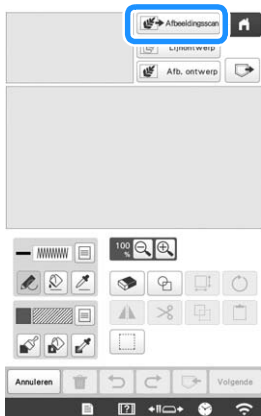 Afbeeldingsscan
Lijnontwerp
Afb. ontwerp
100
%
Annuleren
Volgende